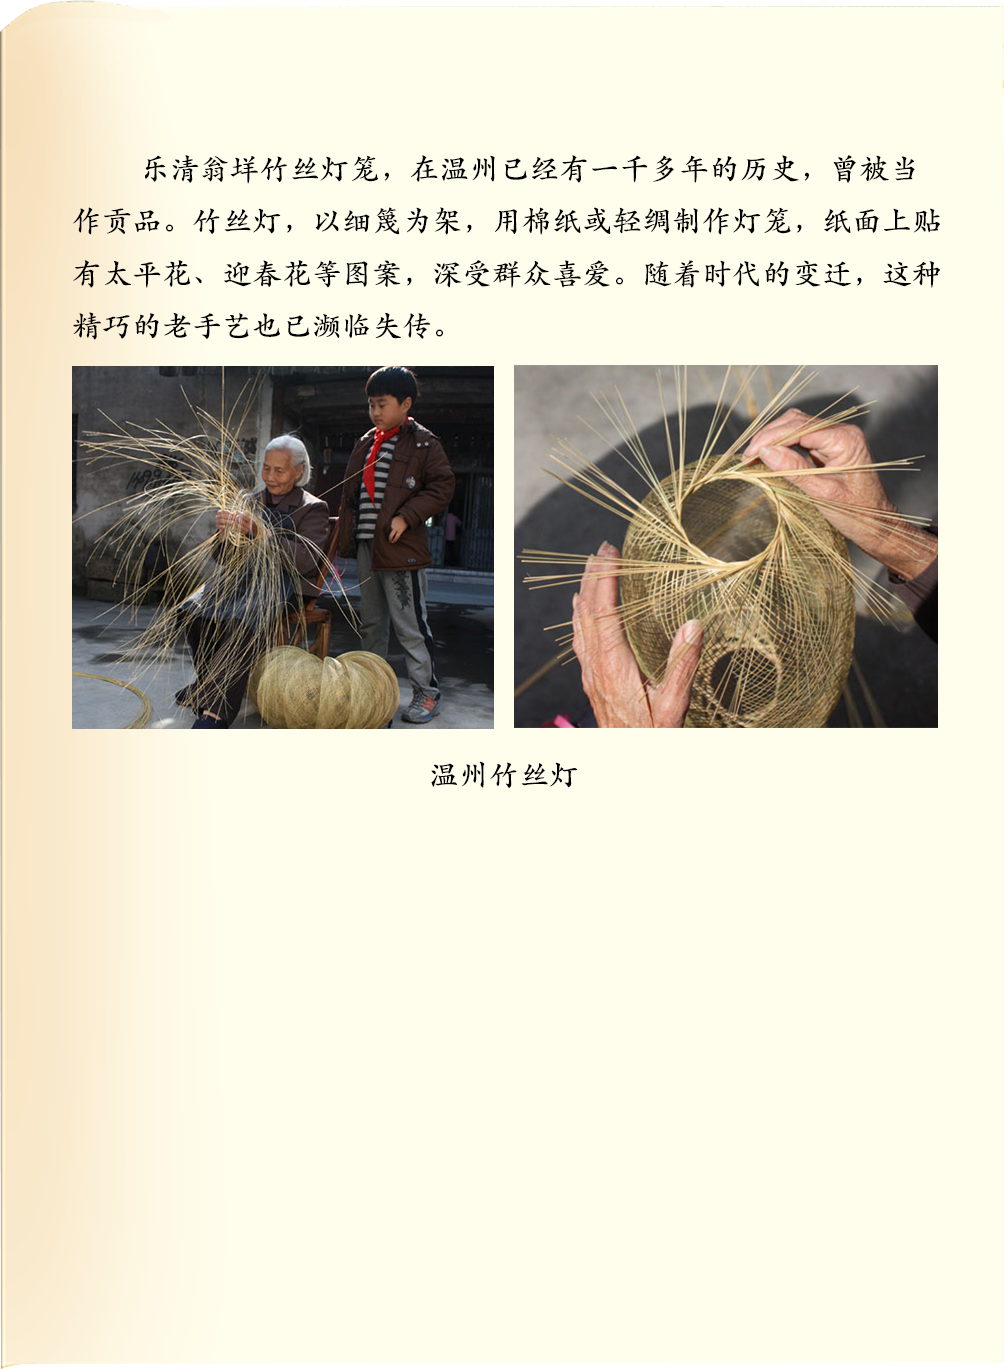 乐清翁垟竹丝灯笼，在温州已经有一千多年的历史，曾被当
作贡品。竹丝灯，以细篾为架，用棉纸或轻绸制作灯笼，纸面上贴
有太平花、迎春花等图案，深受群众喜爱。随着时代的变迁，这种
精巧的老手艺也已濒临失传。
温州竹丝灯